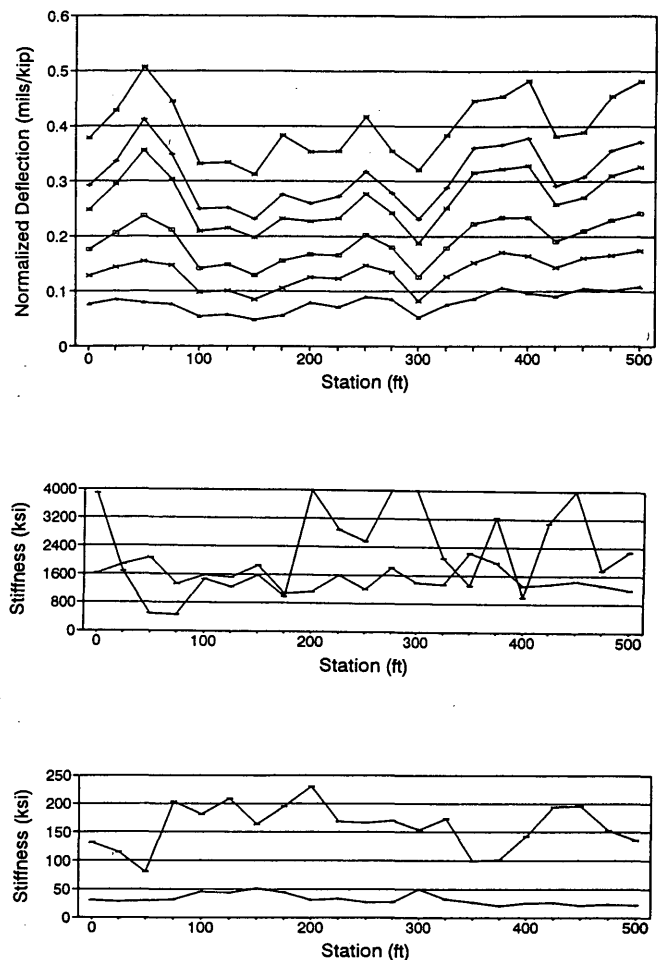 0.6
0.5
0.4
0.3
0.2
0.1
0
Normalized Deflection (mils/kip)
0 100 200 300 400 500
Station (ft)
4000
3200
2400
1600
800
0
Stiffness (ksi)
0 100 200 300 400 500
Station (ft)
250
200
150
100
50
0
Stiffness (ksi)
0 100 200 300 400 500
Station (ft)